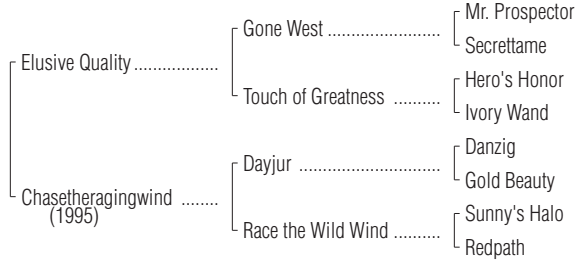 Mr. Prospector
Gone West ........................
Secrettame
Elusive Quality ..................
Hero's Honor
Touch of Greatness ..........
Ivory Wand
Danzig
Dayjur ..............................
Gold Beauty
Chasetheragingwind ........
(1995)
Sunny's Halo
Race the Wild Wind ..........
Redpath